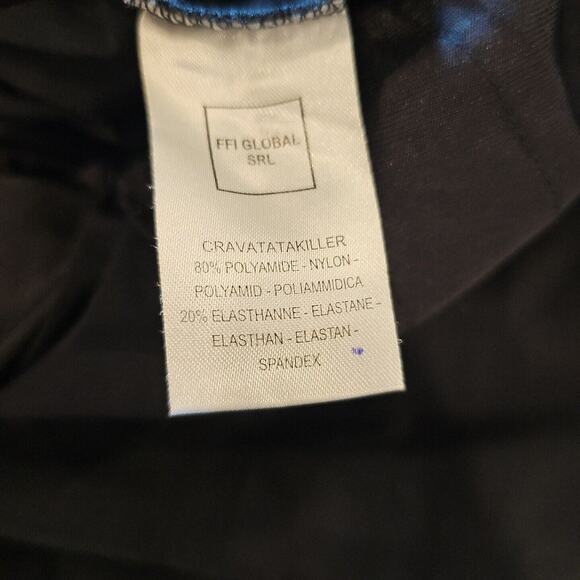 FFI GLOBAL
SRL
CRAVATATAKILLER
80% POLYAMIDE - NYLON -
POLYAMID - POLIAMMIDICA
20% ELASTHANNE - ELASTANE -
ELASTHAN - ELASTAN -
SPANDEX